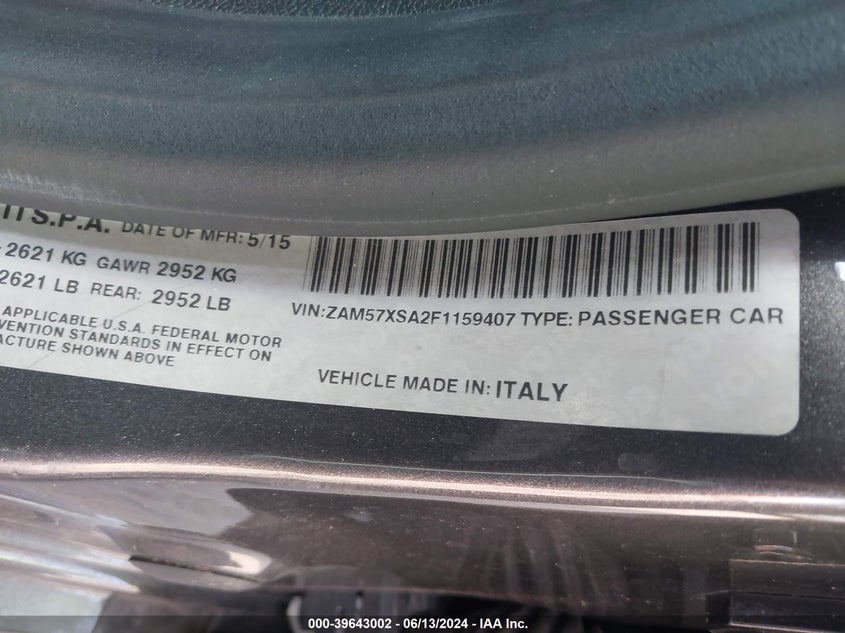 TI S.P.A. DATE OF MFR: 5/15
2621 KG GAWR 2952 KG
2621 LB REAR: 2952 LB
VIN:ZAM57XSA2F1159407 TYPE: PASSENGER CAR
APPLICABLE U.S.A. FEDERAL MOTOR
VENTION STANDARDS IN EFFECT ON
ACTURE SHOWN ABOVE
VEHICLE MADE IN: ITALY
000-39643002 - 06/13/2024 - IAA Inc.